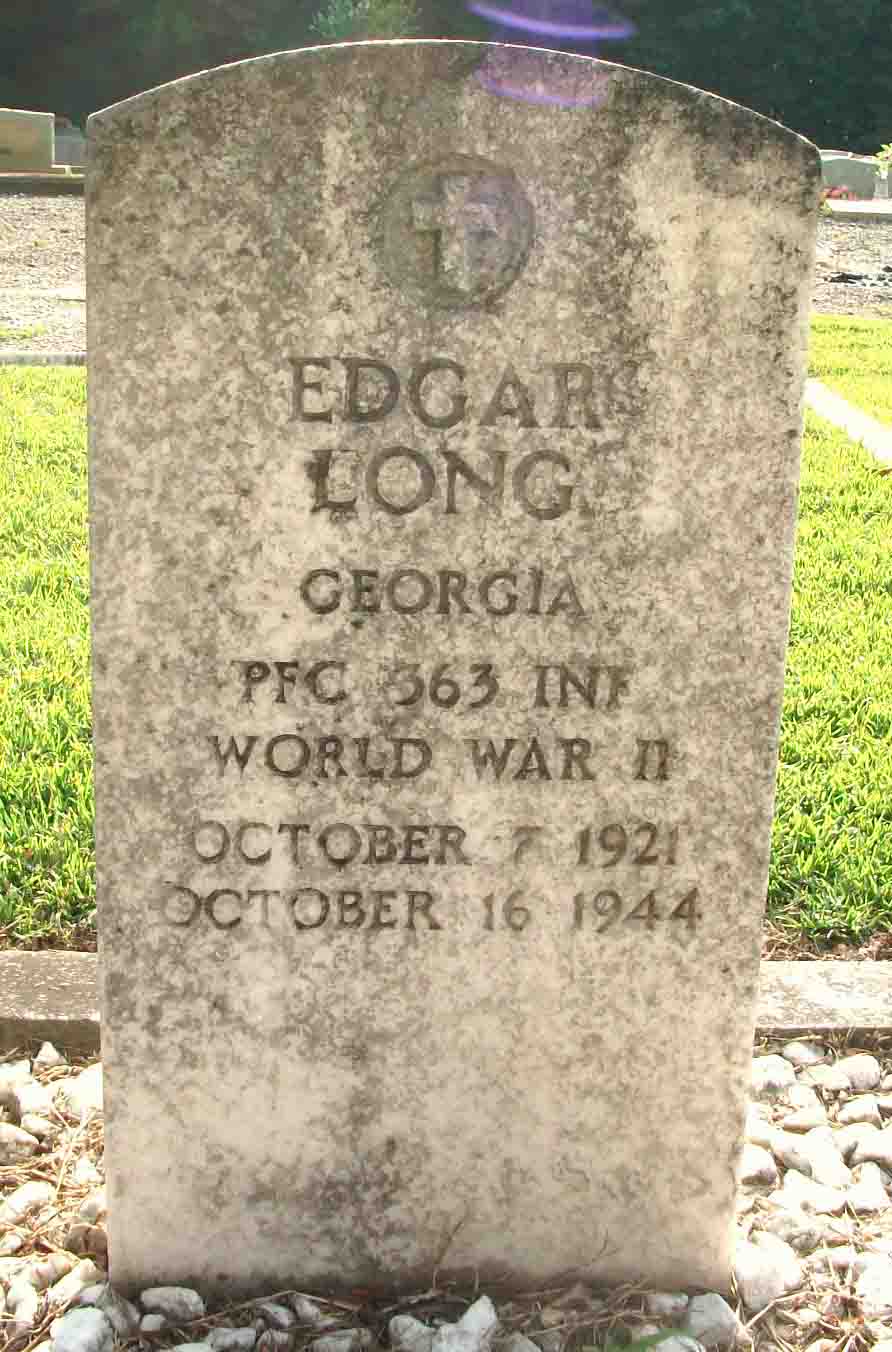 EDGAR
LONG
GEORGIA
PFC 363 INF
WORLD WAR II
OCTOBER 7 1921
OCTOBER 16 1944